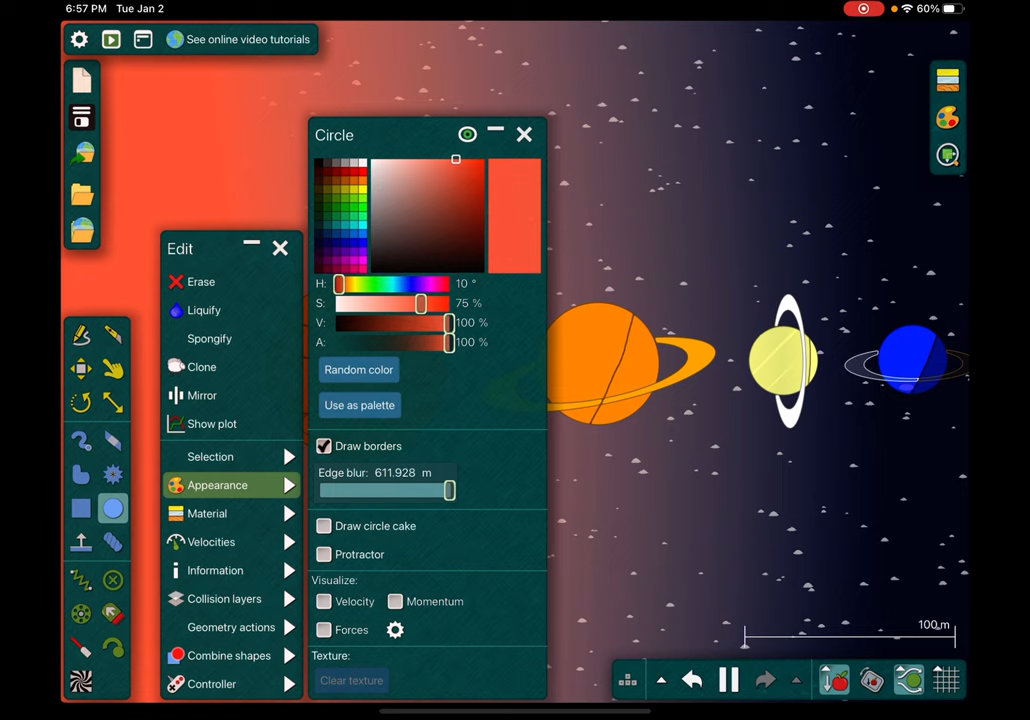 6:57 PM Tue Jan 2
60%
See online video tutorials
Circle
H: 10 °
S: 75 %
V: 100 %
A: 100 %
Random color
Use as palette
Draw borders
Edge blur: 611.928 m
Draw circle cake
Protractor
Visualize:
Velocity Momentum
Forces
Texture:
Clear texture
Edit
Erase
Liquify
Spongify
Clone
Mirror
Show plot
Selection
Appearance
Material
Velocities
Information
Collision layers
Geometry actions
Combine shapes
Controller
100 m